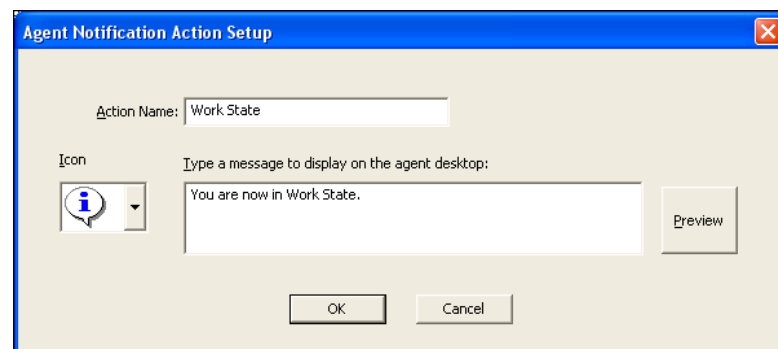 Agent Notification Action Setup
Action Name: Work State
Icon
Type a message to display on the agent desktop:
You are now in Work State.
Preview
OK
Cancel